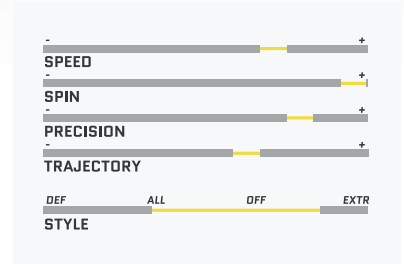 - +
SPEED
- +
SPIN
- +
PRECISION
- +
TRAJECTORY
DEF ALL OFF EXTR
STYLE